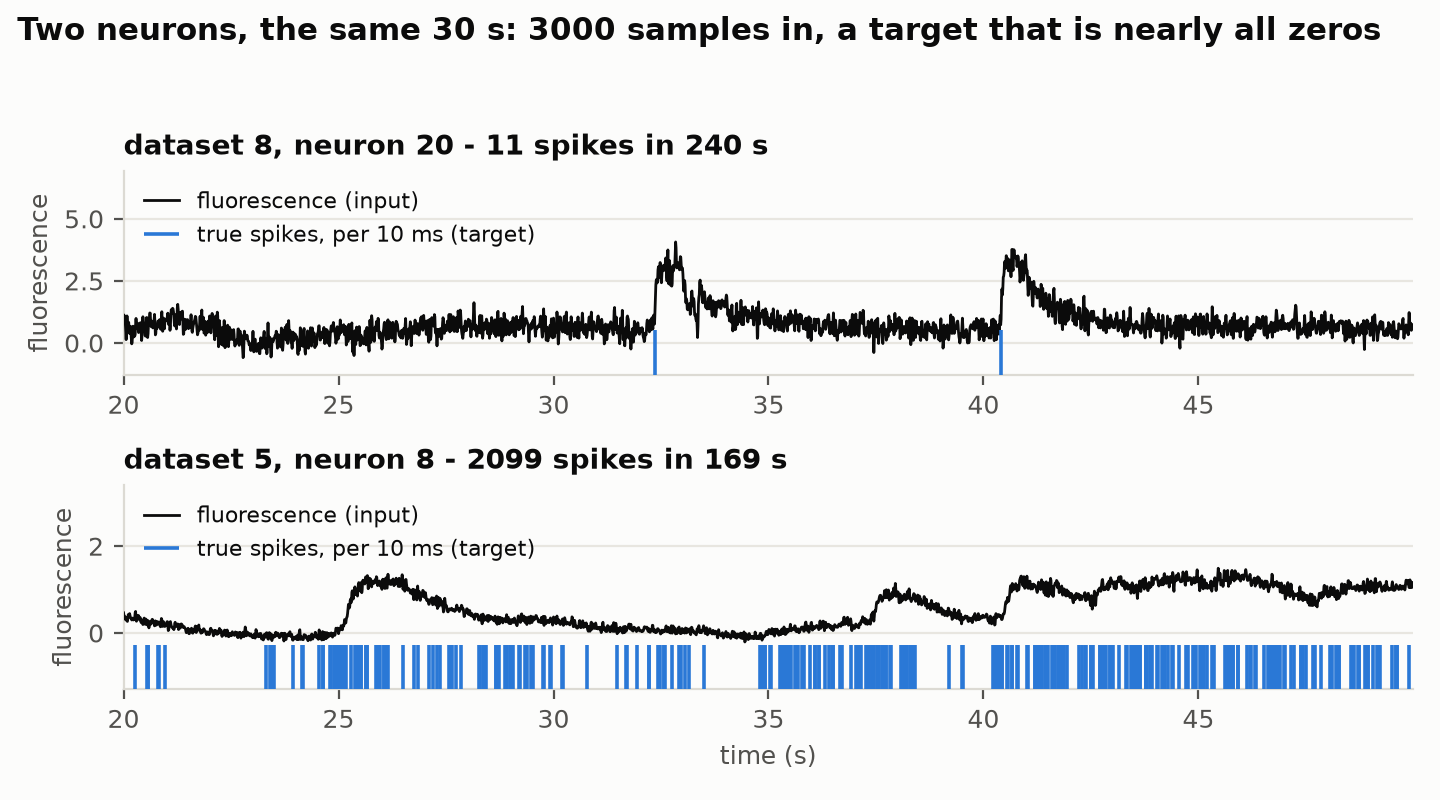 Two neurons, the same 30 s: 3000 samples in, a target that is nearly all zeros
dataset 8, neuron 20 - 11 spikes in 240 s
fluorescence (input)
true spikes, per 10 ms (target)
fluorescence
5.0
2.5
0.0
20 25 30 35 40 45
dataset 5, neuron 8 - 2099 spikes in 169 s
fluorescence (input)
true spikes, per 10 ms (target)
fluorescence
2
0
20 25 30 35 40 45
time (s)